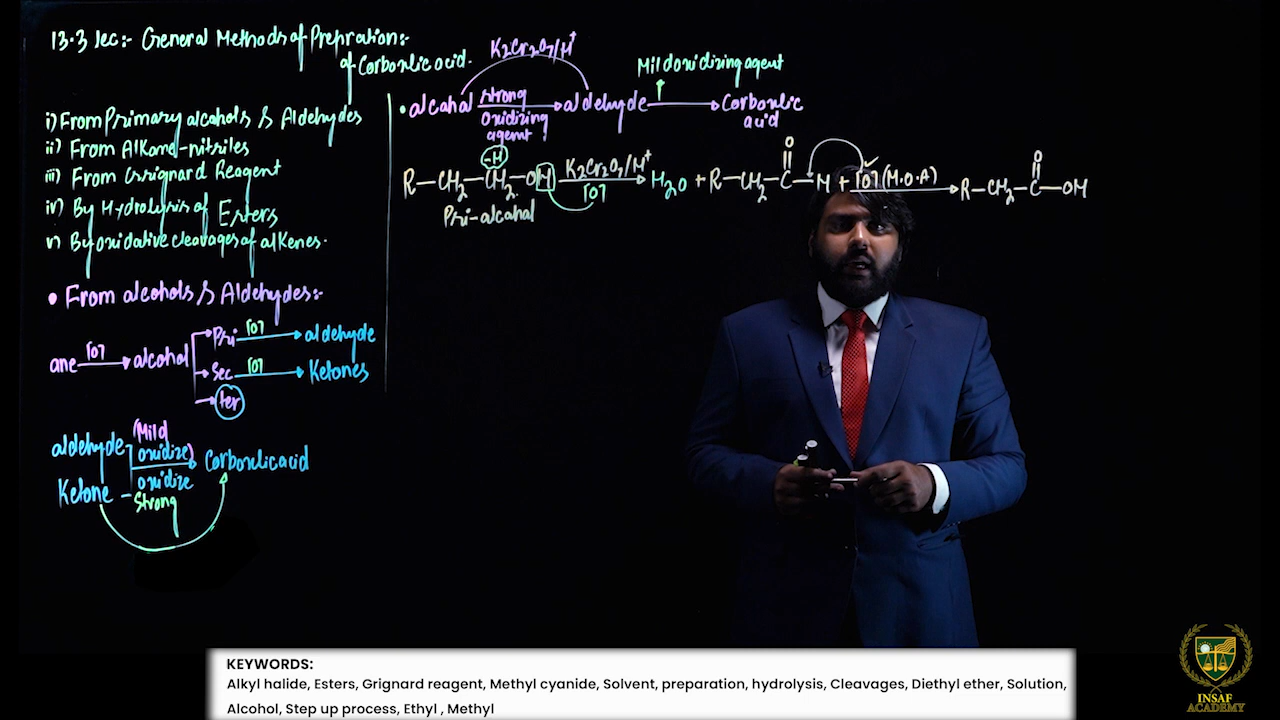 13.3 lec:- General Methods of Prepration:-
of Carboxlic acid.
i) From Primary alcohols & Aldehydes
ii) From Alkane-nitriles
iii) From Grignard Reagent
iv) By Hydrolysis of Esters
v) By oxidative cleavages of alkenes.
• From alcohols & Aldehydes:-
ane [O] alcohol
Pri [O] aldehyde
Sec [O] Ketones
ter
aldehyde (Mild oxidize) Carboxlic acid
Ketone oxidize Strong
K2Cr2O7/H+
Mild oxidizing agent
• alcohal strong oxidizing agent aldehyde Carboxlic acid
-H
R-CH2-CH2-OH K2Cr2O7/H+ [O] H2O + R-CH2-C-H + [O] (M.O.A) R-CH2-C-OH
O
O
Pri-alcohal
KEYWORDS:
Alkyl halide, Esters, Grignard reagent, Methyl cyanide, Solvent, preparation, hydrolysis, Cleavages, Diethyl ether, Solution,
Alcohol, Step up process, Ethyl , Methyl
INSAF
ACADEMY